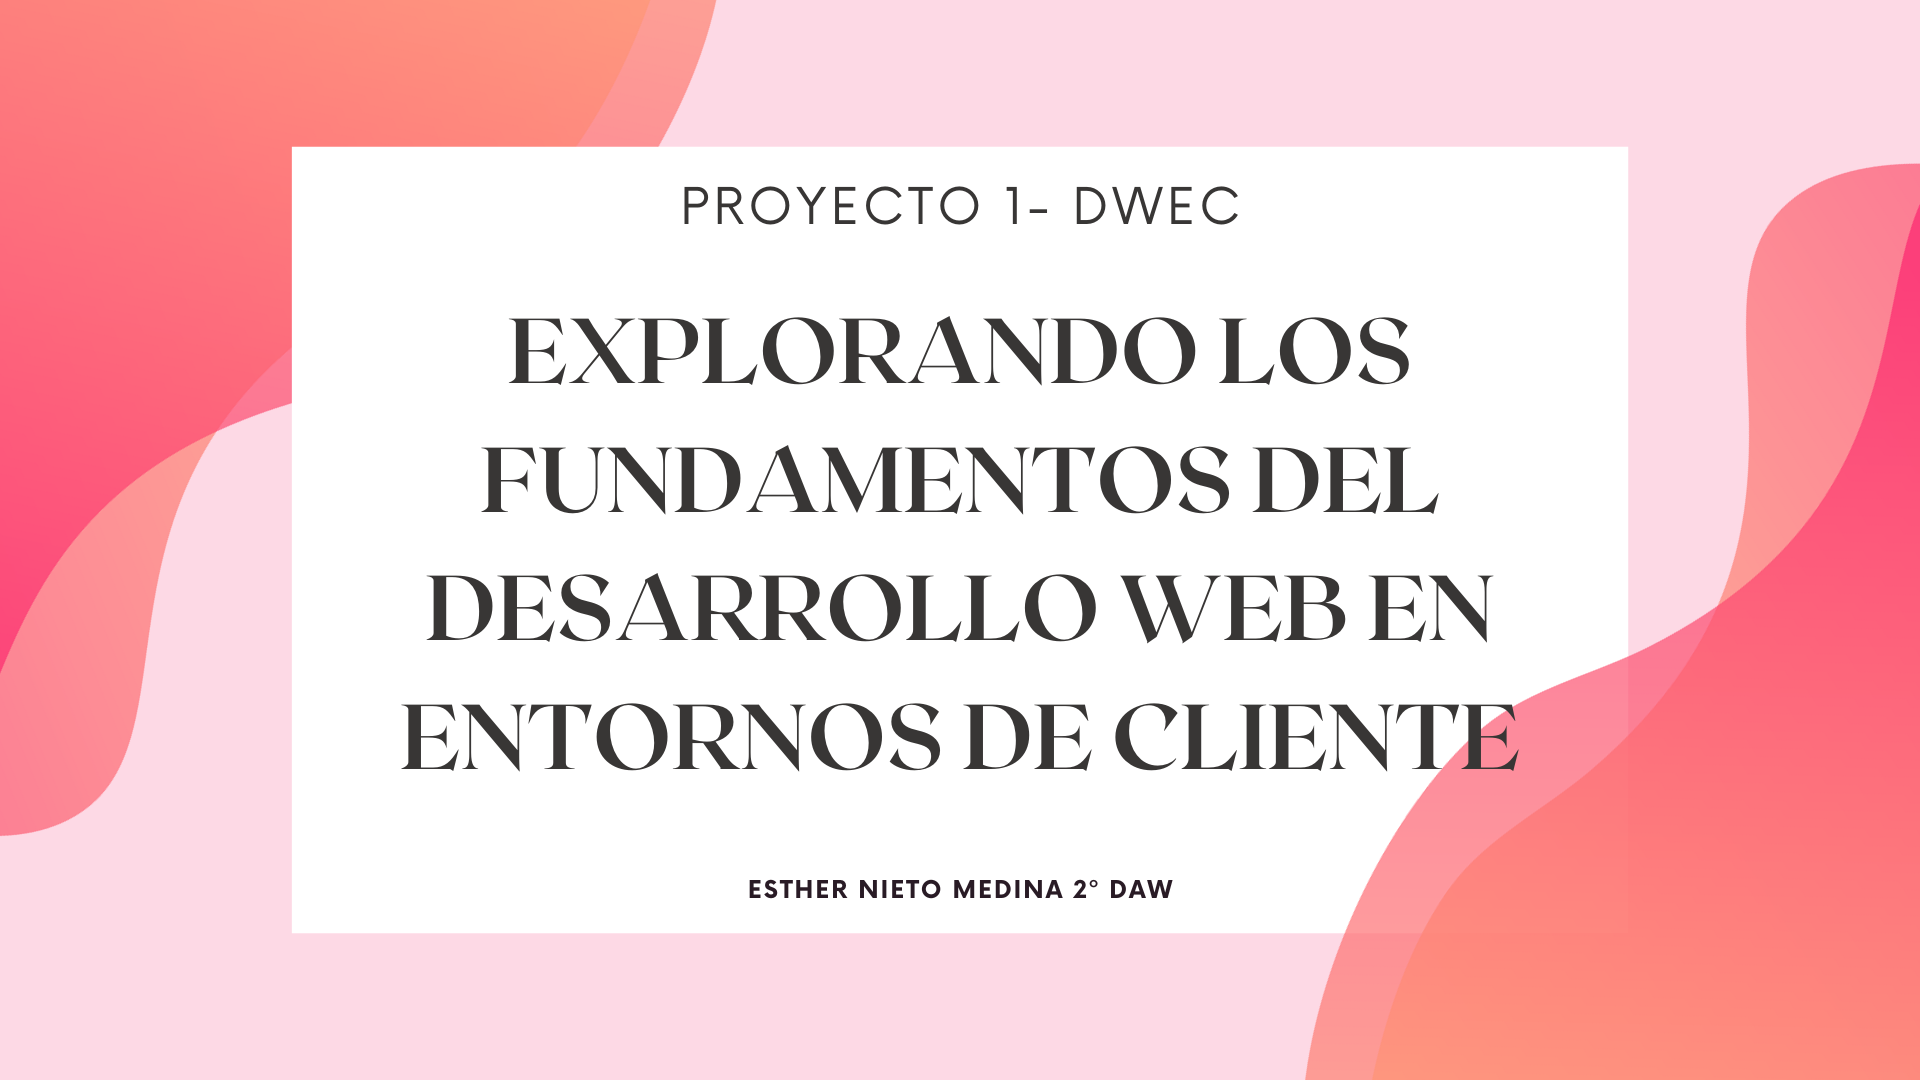 PROYECTO 1- DWEC
EXPLORANDO LOS
FUNDAMENTOS DEL
DESARROLLO WEB EN
ENTORNOS DE CLIENTE
ESTHER NIETO MEDINA 2º DAW